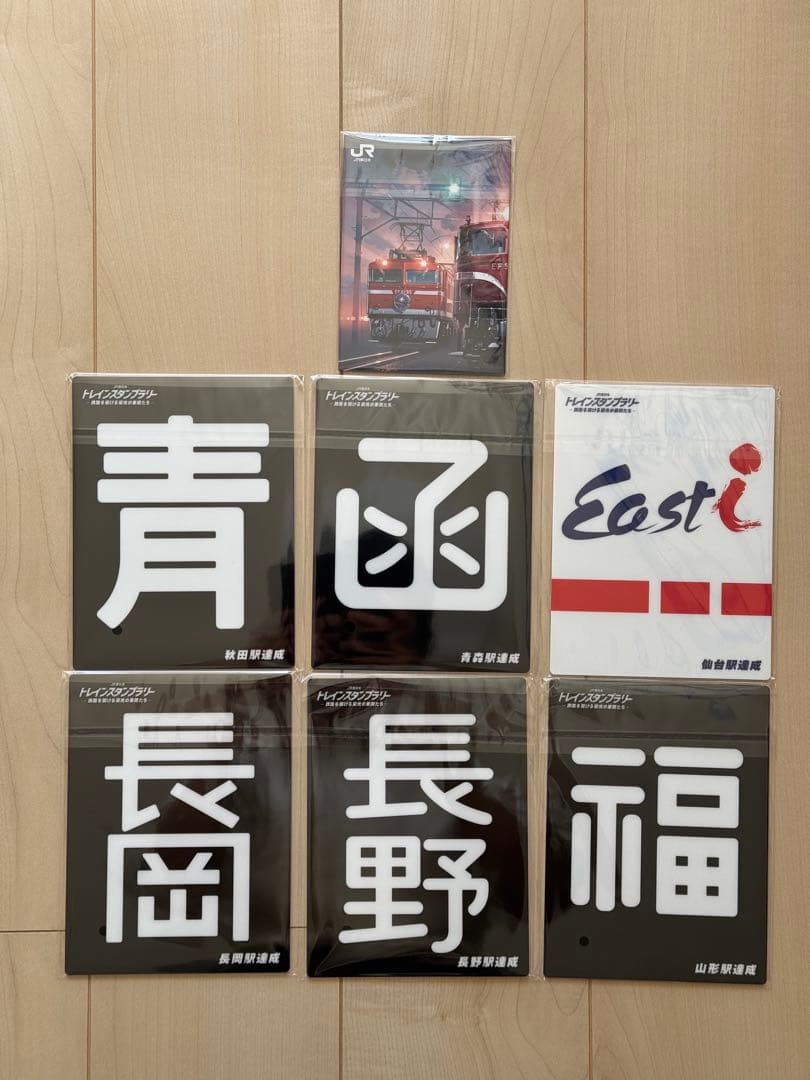 JR
JR東日本
トレインスタンプラリー
青
秋田駅達成
トレインスタンプラリー
函
青森駅達成
トレインスタンプラリー
East i
仙台駅達成
トレインスタンプラリー
長
岡
長岡駅達成
トレインスタンプラリー
長
野
長野駅達成
トレインスタンプラリー
福
山形駅達成